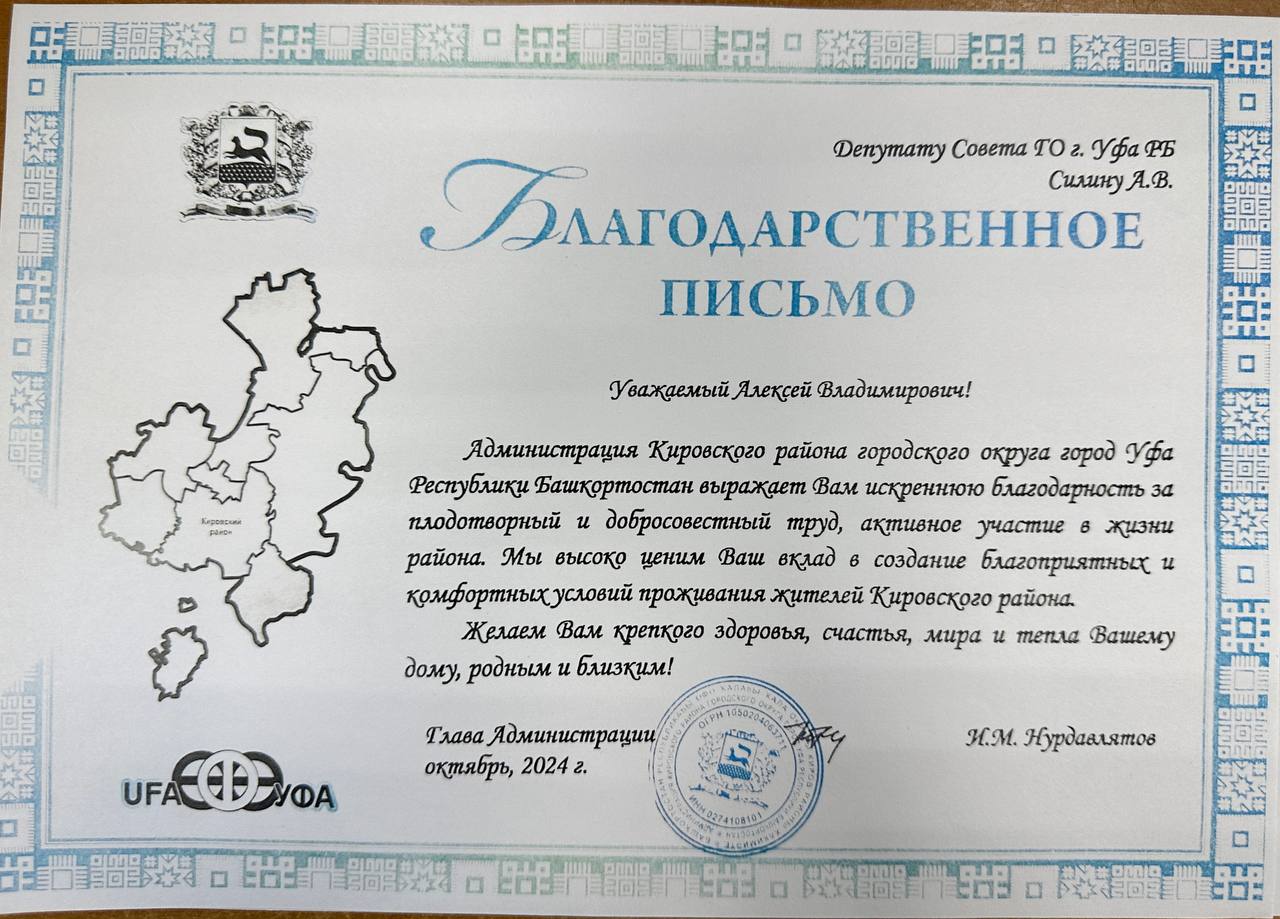 Депутату Совета ГО г. Уфа РБ
Силину А.В.
БЛАГОДАРСТВЕННОЕ
ПИСЬМО
Уважаемый Алексей Владимирович!
Администрация Кировского района городского округа город Уфа
Республики Башкортостан выражает Вам искреннюю благодарность за
плодотворный и добросовестный труд, активное участие в жизни
района. Мы высоко ценим Ваш вклад в создание благоприятных и
комфортных условий проживания жителей Кировского района.
Желаем Вам крепкого здоровья, счастья, мира и тепла Вашему
дому, родным и близким!
Кировский
район
Глава Администрации
октябрь, 2024 г.
И.М. Нурдавлятов
UFA УФА
ИНН 0274108101